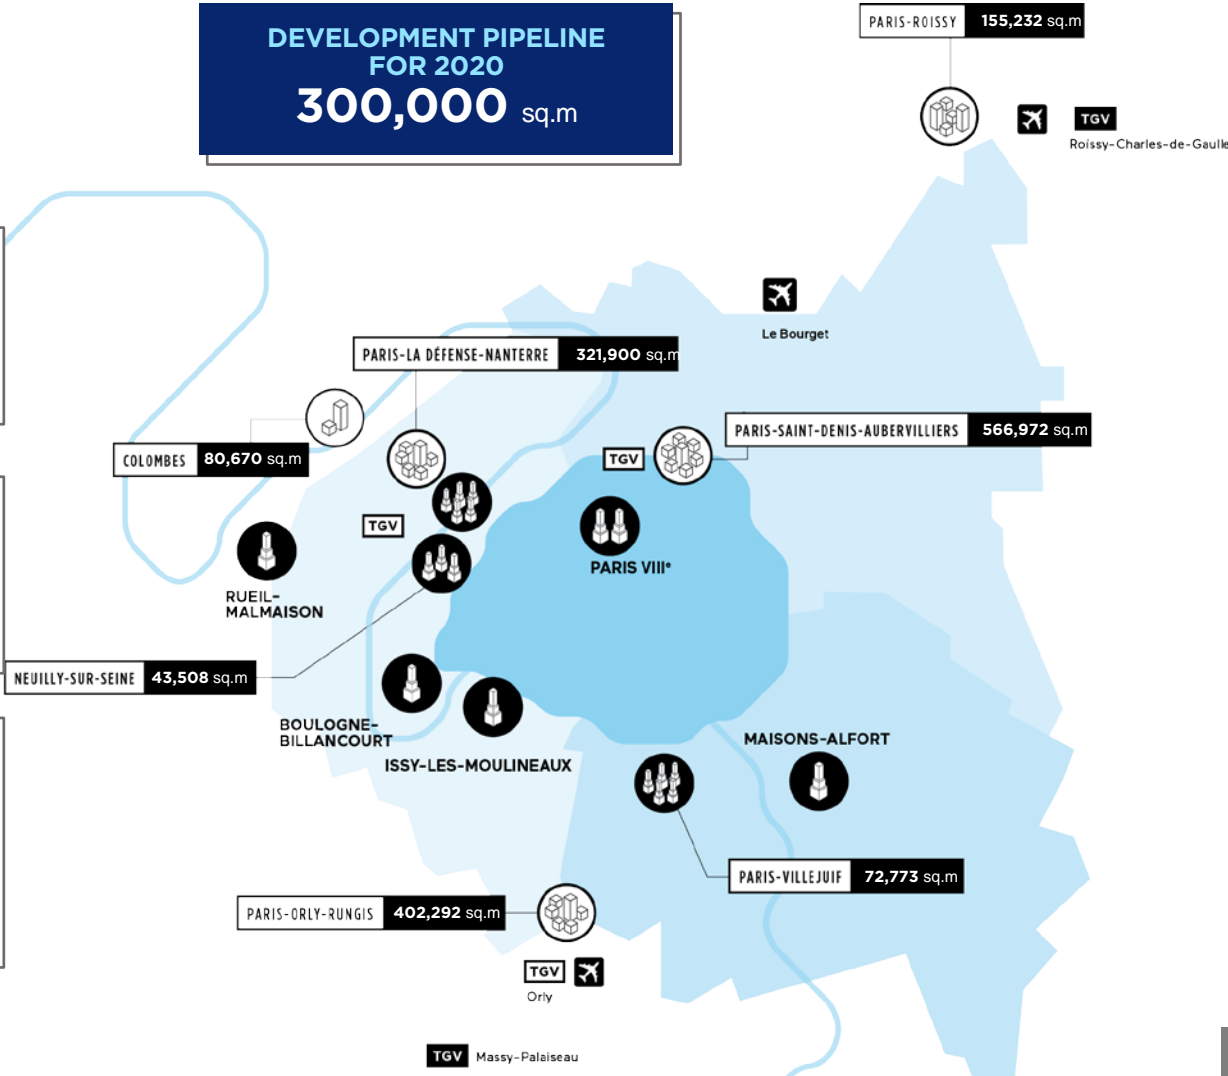 DEVELOPMENT PIPELINE
FOR 2020
300,000 sq.m
PARIS-ROISSY 155,232 sq.m
TGV
Roissy-Charles-de-Gaulle
Le Bourget
PARIS-LA DÉFENSE-NANTERRE 321,900 sq.m
PARIS-SAINT-DENIS-AUBERVILLIERS 566,972 sq.m
COLOMBES 80,670 sq.m
TGV
TGV
PARIS VIIIe
RUEIL-
MALMAISON
NEUILLY-SUR-SEINE 43,508 sq.m
BOULOGNE-
BILLANCOURT
ISSY-LES-MOULINEAUX
MAISONS-ALFORT
PARIS-VILLEJUIF 72,773 sq.m
PARIS-ORLY-RUNGIS 402,292 sq.m
TGV
Orly
TGV Massy-Palaiseau